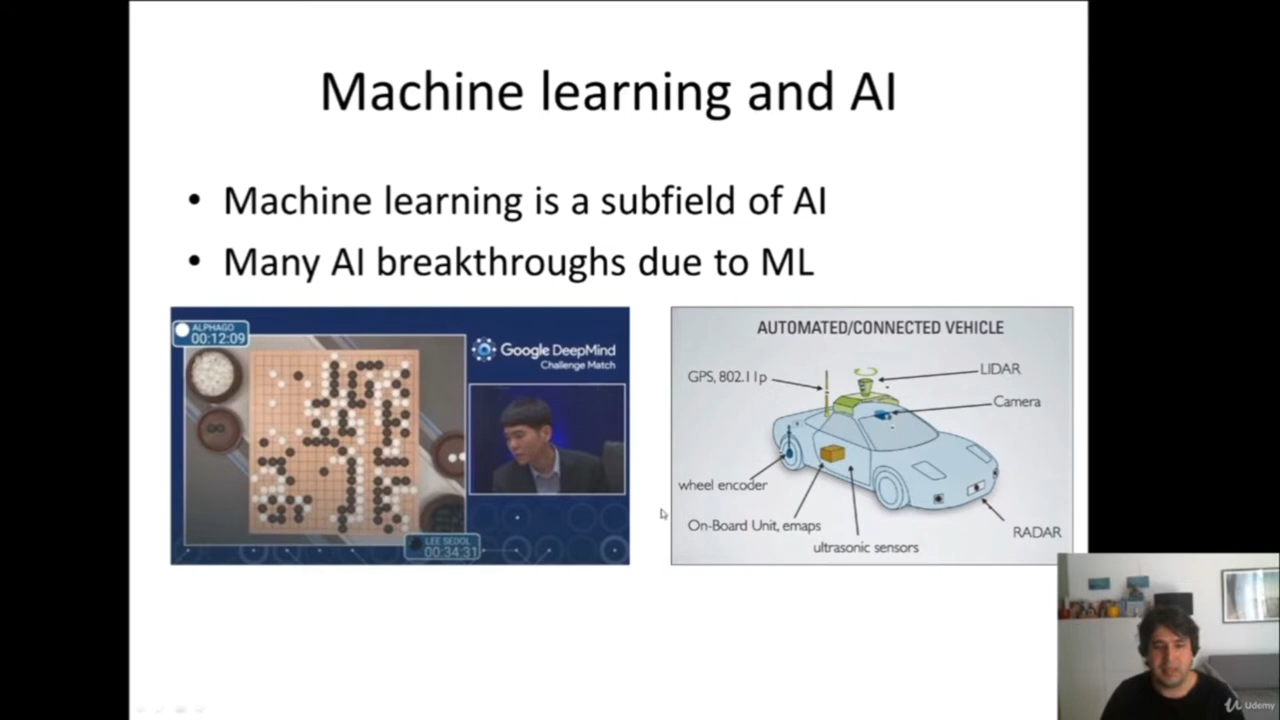 Machine learning and AI
• Machine learning is a subfield of AI
• Many AI breakthroughs due to ML
ALPHAGO
00:12:09
Google DeepMind
Challenge Match
LEE SEDOL
00:34:31
AUTOMATED/CONNECTED VEHICLE
GPS, 802.11p
LIDAR
Camera
wheel encoder
On-Board Unit, emaps
ultrasonic sensors
RADAR
Udemy